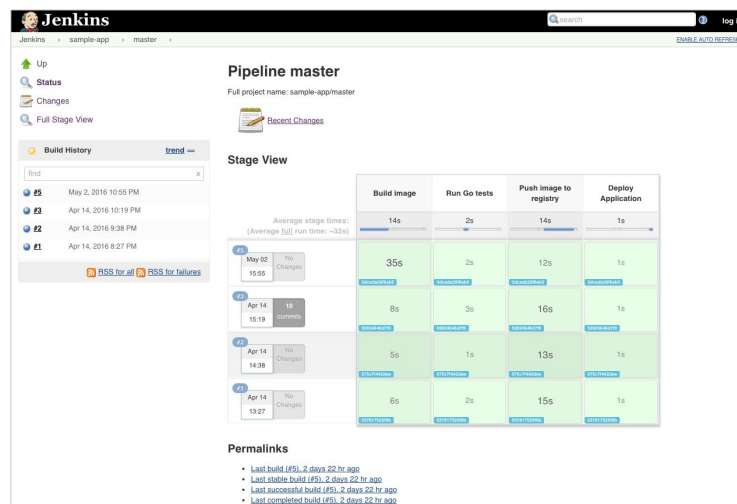 Jenkins
search
log i
Jenkins › sample-app › master ›
ENABLE AUTO REFRESH
Up
Status
Changes
Full Stage View
Build History
trend
find
x
#5 May 2, 2016 10:55 PM
#3 Apr 14, 2016 10:19 PM
#2 Apr 14, 2016 9:38 PM
#1 Apr 14, 2016 8:27 PM
RSS for all RSS for failures
Pipeline master
Full project name: sample-app/master
Recent Changes
Stage View
Build image
Run Go tests
Push image to
registry
Deploy
Application
Average stage times:
(Average full run time: ~32s)
14s 2s 14s 1s
#5
May 02
15:55
No
Changes
35s 2s 12s 1s
#3
Apr 14
15:19
10
commits
8s 3s 16s 1s
#2
Apr 14
14:38
No
Changes
5s 1s 13s 1s
#1
Apr 14
13:27
No
Changes
6s 2s 15s 1s
Permalinks
Last build (#5), 2 days 22 hr ago
Last stable build (#5), 2 days 22 hr ago
Last successful build (#5), 2 days 22 hr ago
Last completed build (#5), 2 days 22 hr ago